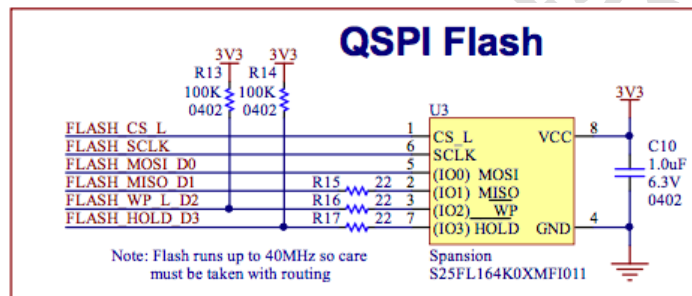 QSPI Flash
3V3 3V3 3V3
R13 R14
100K 100K
0402 0402
U3
FLASH_CS_L 1 CS_L VCC 8
FLASH_SCLK 6 SCLK
FLASH_MOSI_D0 5 (IO0) MOSI
FLASH_MISO_D1 R15 22 2 (IO1) MISO
FLASH_WP_L_D2 R16 22 3 (IO2) WP
FLASH_HOLD_D3 R17 22 7 (IO3) HOLD GND 4
C10
1.0uF
6.3V
0402
Note: Flash runs up to 40MHz so care
must be taken with routing
Spansion
S25FL164K0XMFI011